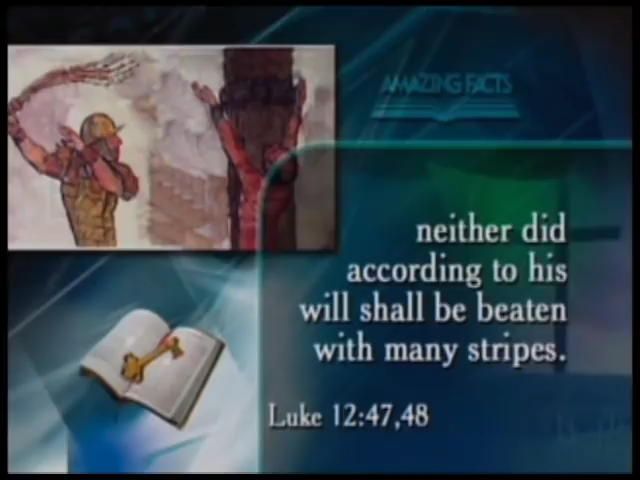 AMAZING FACTS
neither did
according to his
will shall be beaten
with many stripes.
Luke 12:47,48